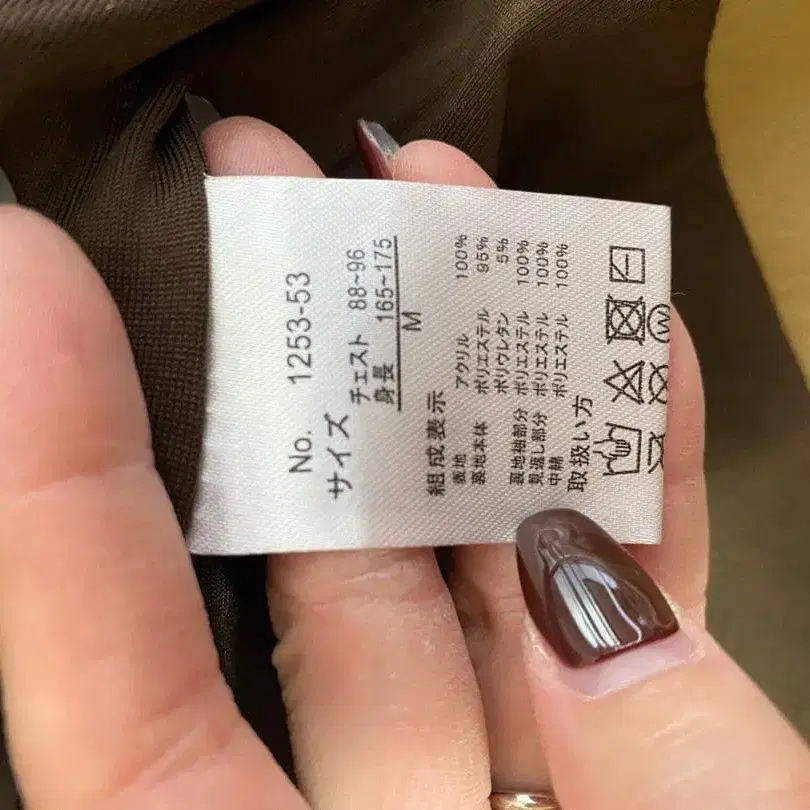 No. 1253-53
サイズ
チェスト 88~96
身長 165~175
M
組成表示
表地 アクリル 100%
裏地本体 ポリエステル 95%
ポリウレタン 5%
裏地袖部分 ポリエステル 100%
見返し部分 ポリエステル 100%
中綿 ポリエステル 100%
取扱い方
W